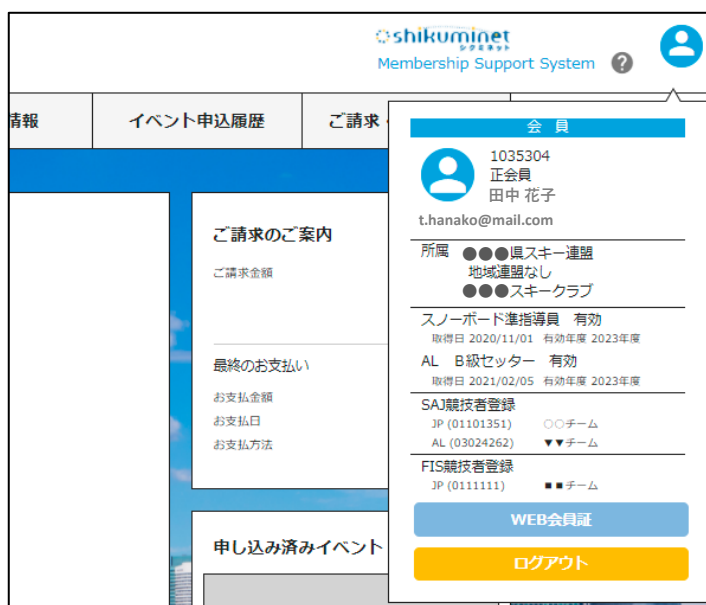 shikuminet
シクミネット
Membership Support System ?
情報 イベント申込履歴 ご請求・
会 員
1035304
正会員
田中 花子
t.hanako@mail.com
所属 ●●●県スキー連盟
地域連盟なし
●●●スキークラブ
スノーボード準指導員 有効
取得日 2020/11/01 有効年度 2023年度
AL B級セッター 有効
取得日 2021/02/05 有効年度 2023年度
SAJ競技者登録
JP (01101351) ○○チーム
AL (03024262) ▼▼チーム
FIS競技者登録
JP (0111111) ■■チーム
WEB会員証
ログアウト
ご請求のご案内
ご請求金額
最終のお支払い
お支払金額
お支払日
お支払方法
申し込み済みイベント